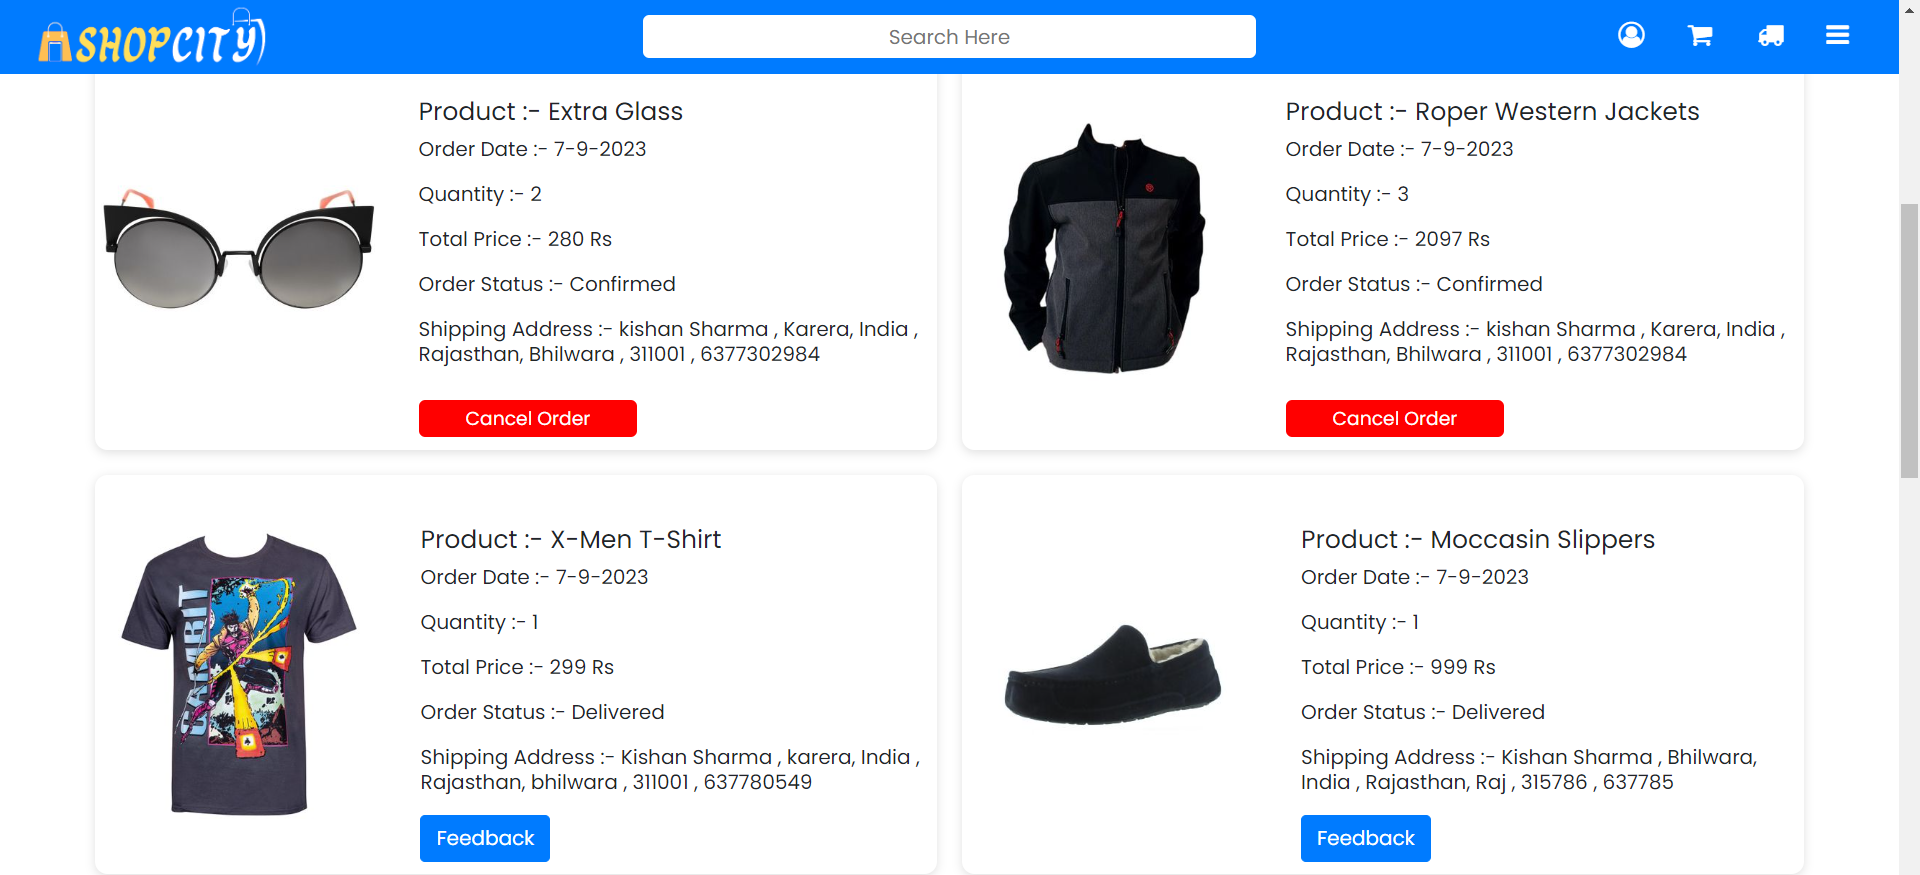 SHOPCITY
Search Here
Product :- Extra Glass
Order Date :- 7-9-2023
Quantity :- 2
Total Price :- 280 Rs
Order Status :- Confirmed
Shipping Address :- kishan Sharma , Karera, India ,
Rajasthan, Bhilwara , 311001 , 6377302984
Cancel Order
Product :- Roper Western Jackets
Order Date :- 7-9-2023
Quantity :- 3
Total Price :- 2097 Rs
Order Status :- Confirmed
Shipping Address :- kishan Sharma , Karera, India ,
Rajasthan, Bhilwara , 311001 , 6377302984
Cancel Order
GAMBIT
Product :- X-Men T-Shirt
Order Date :- 7-9-2023
Quantity :- 1
Total Price :- 299 Rs
Order Status :- Delivered
Shipping Address :- Kishan Sharma , karera, India ,
Rajasthan, bhilwara , 311001 , 637780549
Feedback
Product :- Moccasin Slippers
Order Date :- 7-9-2023
Quantity :- 1
Total Price :- 999 Rs
Order Status :- Delivered
Shipping Address :- Kishan Sharma , Bhilwara,
India , Rajasthan, Raj , 315786 , 637785
Feedback